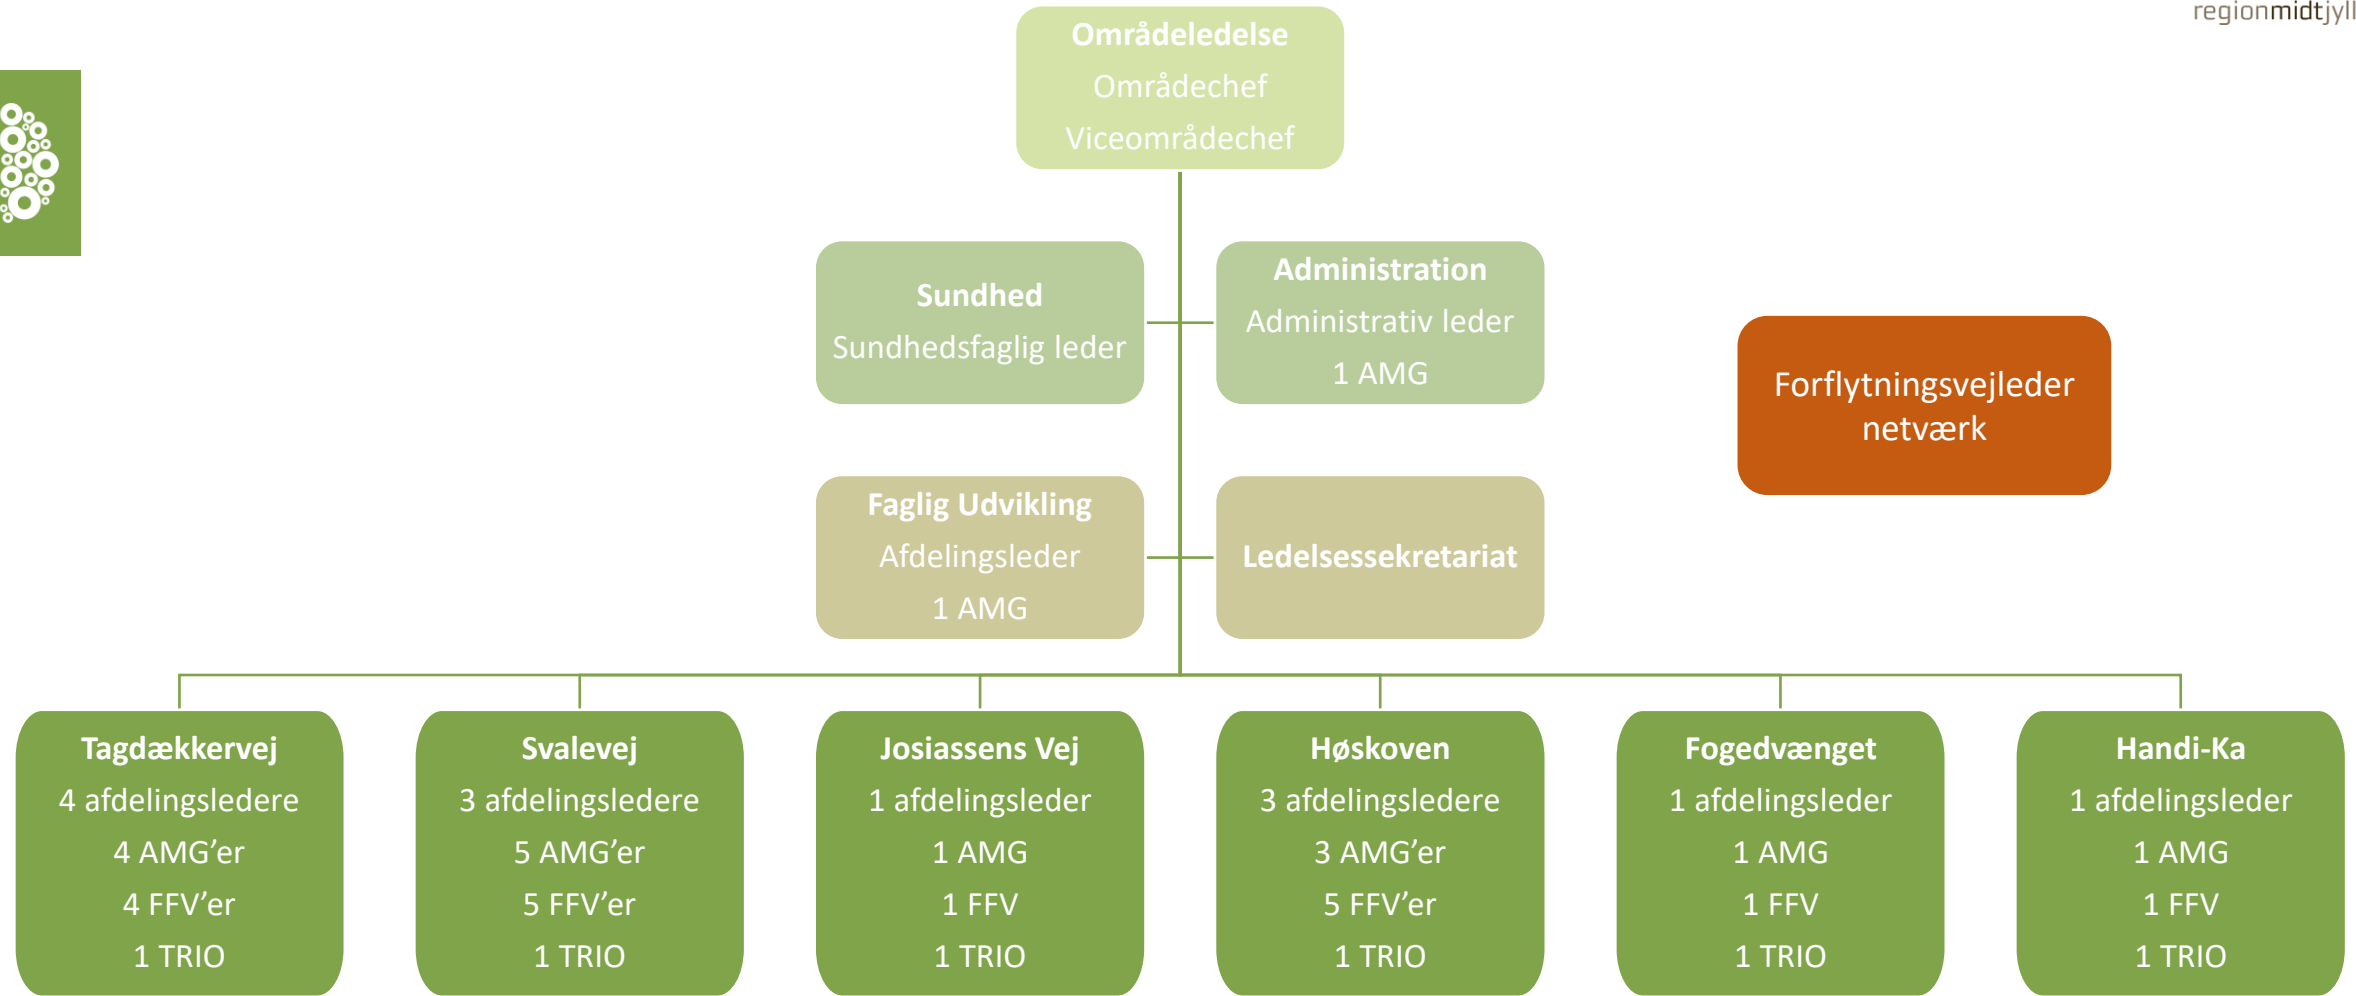 regionmidtjyll
Områdeledelse
Områdechef
Viceområdechef
Sundhed
Sundhedsfaglig leder
Administration
Administrativ leder
1 AMG
Forflytningsvejleder
netværk
Faglig Udvikling
Afdelingsleder
1 AMG
Ledelsessekretariat
Tagdækkervej
4 afdelingsledere
4 AMG’er
4 FFV’er
1 TRIO
Svalevej
3 afdelingsledere
5 AMG’er
5 FFV’er
1 TRIO
Josiassens Vej
1 afdelingsleder
1 AMG
1 FFV
1 TRIO
Høskoven
3 afdelingsledere
3 AMG’er
5 FFV’er
1 TRIO
Fogedvænget
1 afdelingsleder
1 AMG
1 FFV
1 TRIO
Handi-Ka
1 afdelingsleder
1 AMG
1 FFV
1 TRIO